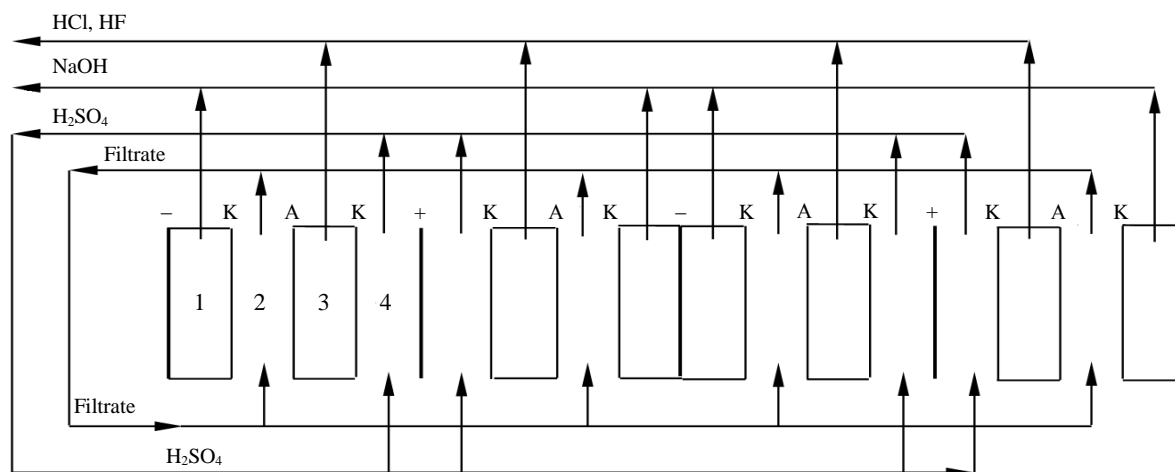 HCl, HF
NaOH
H₂SO₄
Filtrate
– K A K + K A K – K A K + K A K
1 2 3 4
Filtrate
H₂SO₄